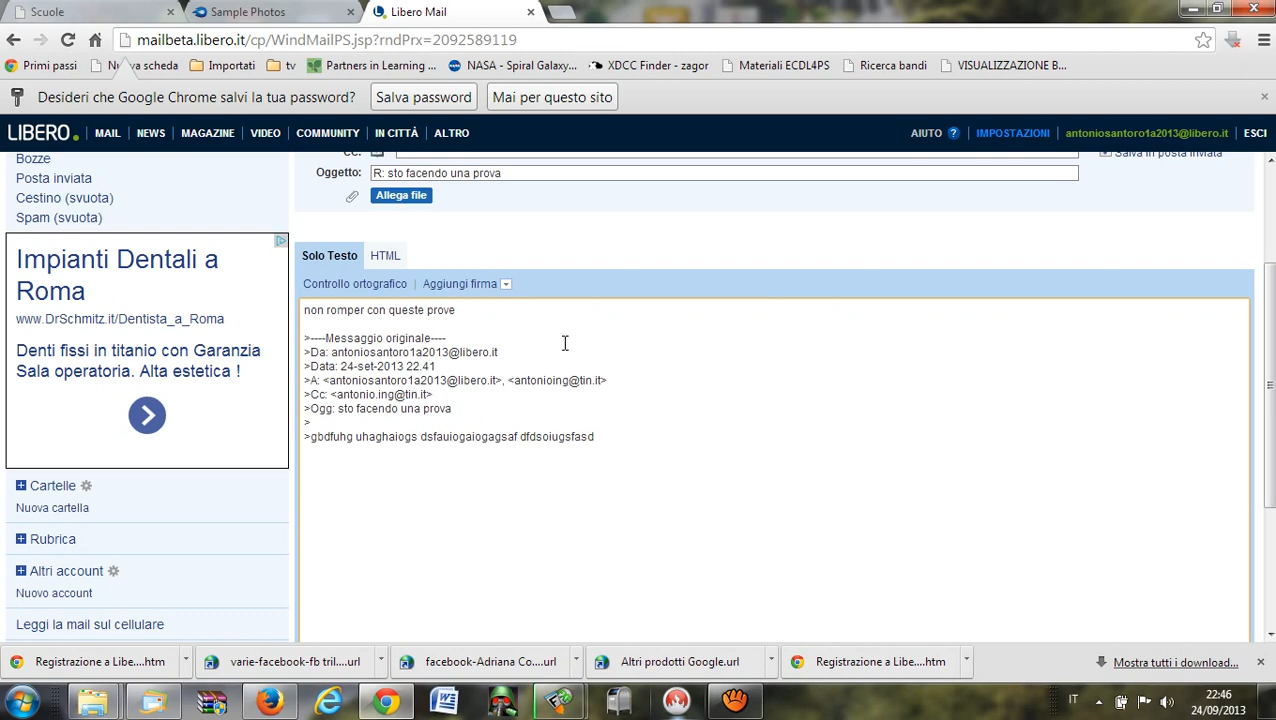 Scuole
Sample Photos
Libero Mail
mailbeta.libero.it/cp/WindMailPS.jsp?rndPrx=2092589119
Primi passi
scheda
Importati
tv
Partners in Learning ...
NASA - Spiral Galaxy...
XDCC Finder - zagor
Materiali ECDL4PS
Ricerca bandi
VISUALIZZAZIONE B...
Desideri che Google Chrome salvi la tua password?
Salva password
Mai per questo sito
LIBERO
MAIL
NEWS
MAGAZINE
VIDEO
COMMUNITY
IN CITTÀ
ALTRO
AIUTO ?
IMPOSTAZIONI
antoniosantoro1a2013@libero.it
ESCI
Bozze
Posta inviata
Cestino (svuota)
Spam (svuota)
Cc:
Salva in posta inviata
Oggetto:
R: sto facendo una prova
Allega file
Impianti Dentali a
Roma
www.DrSchmitz.it/Dentista_a_Roma
Denti fissi in titanio con Garanzia
Sala operatoria. Alta estetica !
Cartelle
Nuova cartella
Rubrica
Altri account
Nuovo account
Leggi la mail sul cellulare
Solo Testo
HTML
Controllo ortografico
Aggiungi firma
non romper con queste prove
>----Messaggio originale----
>Da: antoniosantoro1a2013@libero.it
>Data: 24-set-2013 22.41
>A: <antoniosantoro1a2013@libero.it>, <antonioing@tin.it>
>Cc: <antonio.ing@tin.it>
>Ogg: sto facendo una prova
>
>gbdfuhg uhaghaiogs dsfauiogaiogagsaf dfdsoiugsfasd
Registrazione a Libe....htm
varie-facebook-fb tril....url
facebook-Adriana Co....url
Altri prodotti Google.url
Registrazione a Libe....htm
Mostra tutti i download...
IT
22:46
24/09/2013